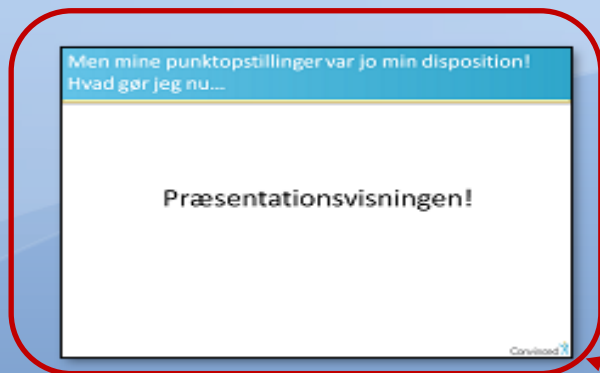 Men mine punktopstillinger var jo min disposition!
Hvad gør jeg nu...
Præsentationsvisningen!
Convinced